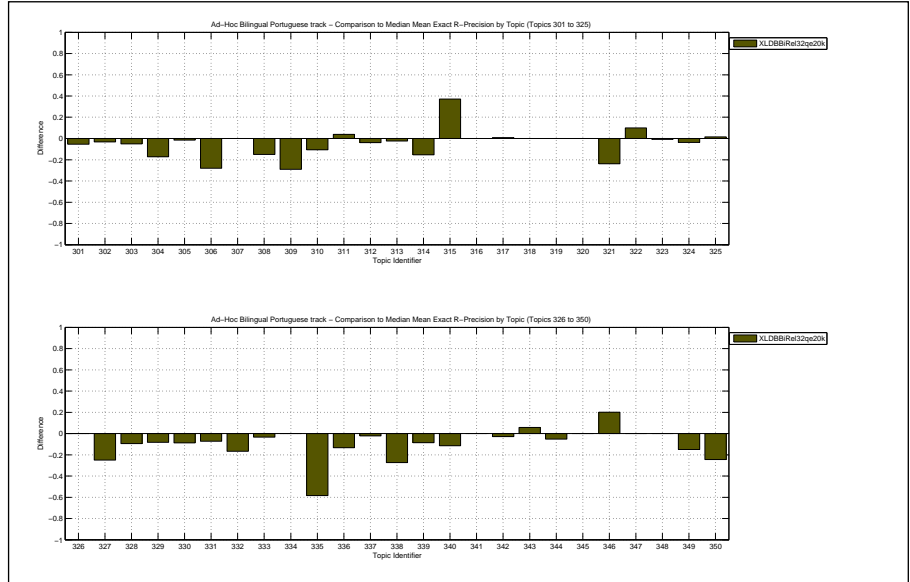 Ad−Hoc Bilingual Portuguese track − Comparison to Median Mean Exact R−Precision by Topic (Topics 301 to 325)
XLDBBiRel32qe20k
1
0.8
0.6
0.4
0.2
0
−0.2
−0.4
−0.6
−0.8
−1
Difference
301 302 303 304 305 306 307 308 309 310 311 312 313 314 315 316 317 318 319 320 321 322 323 324 325
Topic Identifier
Ad−Hoc Bilingual Portuguese track − Comparison to Median Mean Exact R−Precision by Topic (Topics 326 to 350)
XLDBBiRel32qe20k
1
0.8
0.6
0.4
0.2
0
−0.2
−0.4
−0.6
−0.8
−1
Difference
326 327 328 329 330 331 332 333 334 335 336 337 338 339 340 341 342 343 344 345 346 347 348 349 350
Topic Identifier